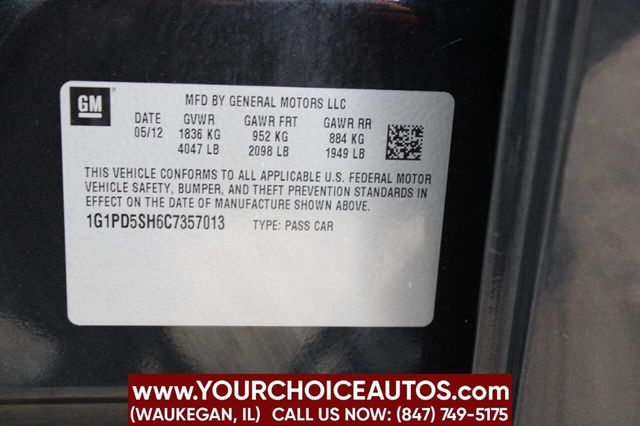 GM
MFD BY GENERAL MOTORS LLC
DATE GVWR GAWR FRT GAWR RR
05/12 1836 KG 952 KG 884 KG
4047 LB 2098 LB 1949 LB
THIS VEHICLE CONFORMS TO ALL APPLICABLE U.S. FEDERAL MOTOR
VEHICLE SAFETY, BUMPER, AND THEFT PREVENTION STANDARDS IN
EFFECT ON THE DATE OF MANUFACTURE SHOWN ABOVE.
1G1PD5SH6C7357013 TYPE: PASS CAR
WWW.YOURCHOICEAUTOS.COM
(WAUKEGAN, IL) CALL US NOW: (847) 749-5175